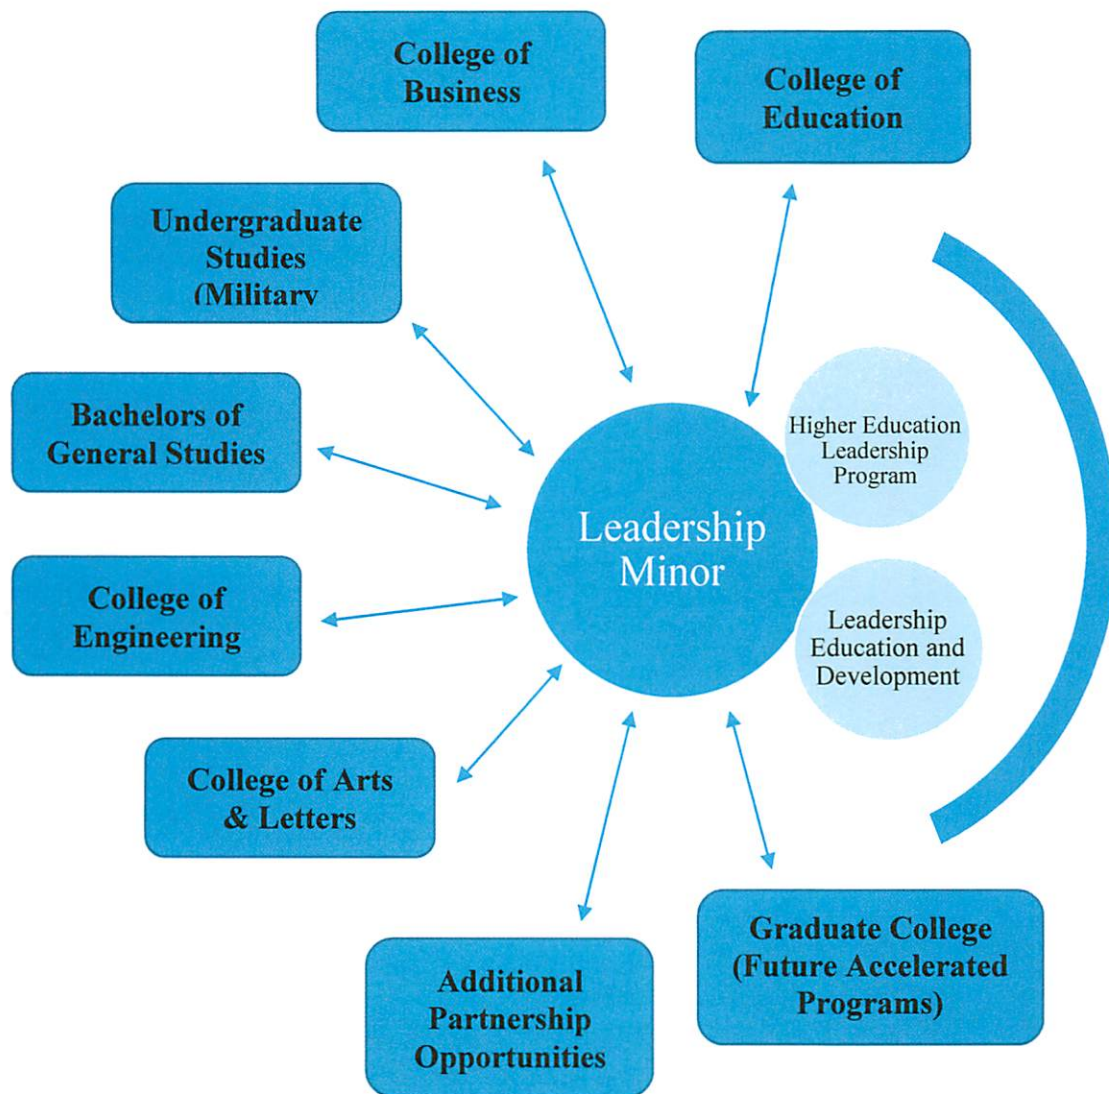 College of
Business
College of
Education
Undergraduate
Studies
(Military
Bachelors of
General Studies
Higher Education
Leadership
Program
Leadership
Minor
College of
Engineering
Leadership
Education and
Development
College of Arts
& Letters
Graduate College
(Future Accelerated
Programs)
Additional
Partnership
Opportunities